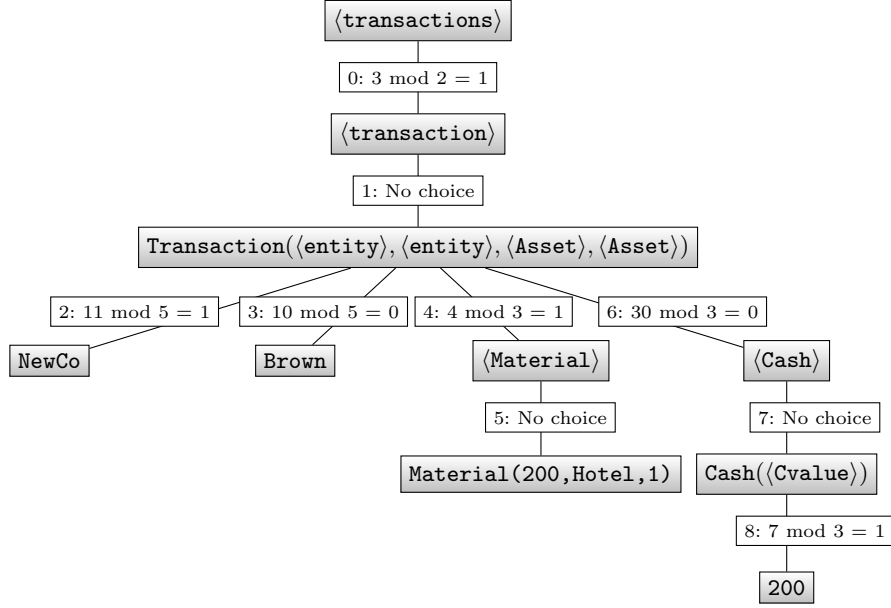 ⟨transactions⟩
0: 3 mod 2 = 1
⟨transaction⟩
1: No choice
Transaction(⟨entity⟩,⟨entity⟩,⟨Asset⟩,⟨Asset⟩)
2: 11 mod 5 = 1
3: 10 mod 5 = 0
4: 4 mod 3 = 1
6: 30 mod 3 = 0
NewCo
Brown
⟨Material⟩
⟨Cash⟩
5: No choice
7: No choice
Material(200,Hotel,1)
Cash(⟨Cvalue⟩)
8: 7 mod 3 = 1
200